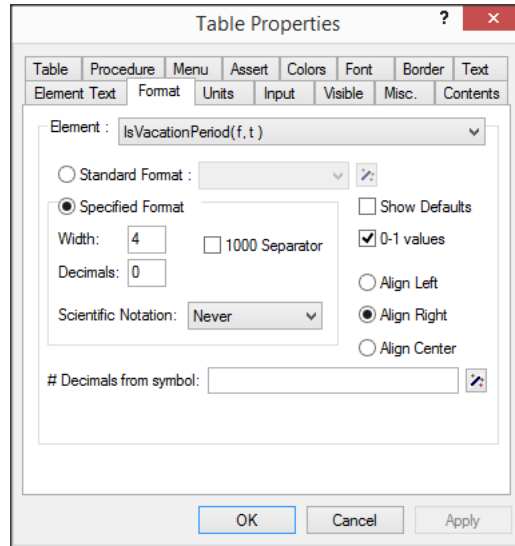 Table Properties ? ×
Table Procedure Menu Assert Colors Font Border Text
Element Text Format Units Input Visible Misc. Contents
Element : IsVacationPeriod(f,t)
Standard Format :
Specified Format Show Defaults
Width: 4 1000 Separator 0-1 values
Decimals: 0 Align Left
Scientific Notation: Never Align Right
Align Center
# Decimals from symbol:
OK Cancel Apply